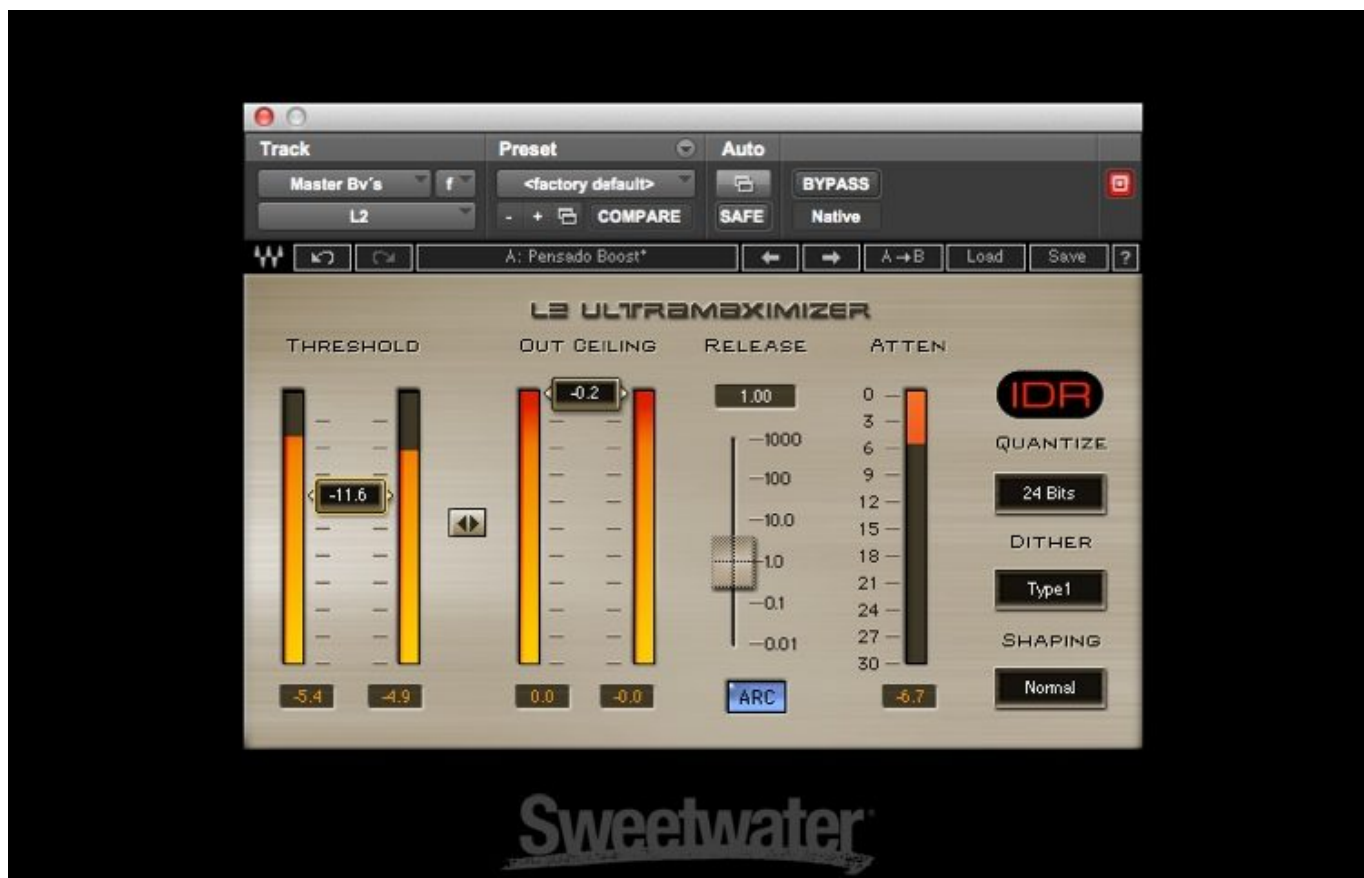 Track Preset Auto
Master Bv's f <factory default> BYPASS
L2 - + COMPARE SAFE Native
A: Pensado Boost* A→B Load Save ?
L2 ULTRAMAXIMIZER
THRESHOLD OUT CEILING RELEASE ATTEN
-0.2 1.00 0 IDR
3
1000 6 QUANTIZE
-11.6 100 9 24 Bits
12
10.0 15 DITHER
1.0 18
21 Type1
0.1 24
0.01 27 SHAPING
30
-5.4 -4.9 0.0 -0.0 ARC -6.7 Normal
Sweetwater